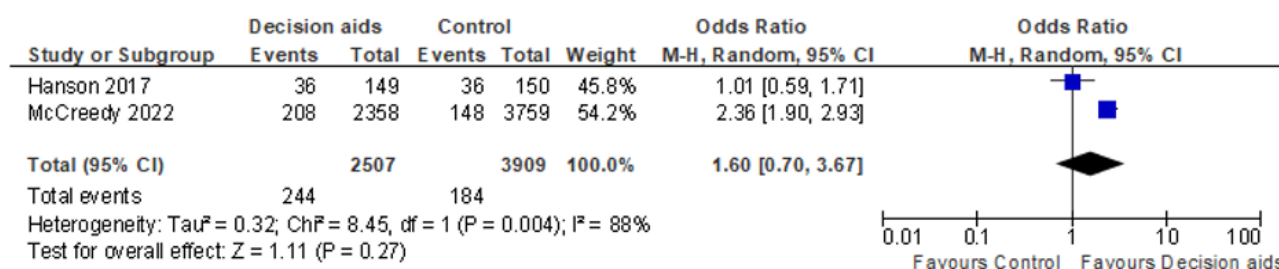 Decision aids Control Odds Ratio Odds Ratio
Study or Subgroup Events Total Events Total Weight M-H, Random, 95% CI M-H, Random, 95% CI
Hanson 2017 36 149 36 150 45.8% 1.01 [0.59, 1.71]
McCreedy 2022 208 2358 148 3759 54.2% 2.36 [1.90, 2.93]
Total (95% CI) 2507 3909 100.0% 1.60 [0.70, 3.67]
Total events 244 184
Heterogeneity: Tau² = 0.32; Chi² = 8.45, df = 1 (P = 0.004); I² = 88%
Test for overall effect: Z = 1.11 (P = 0.27)
0.01 0.1 1 10 100
Favours Control Favours Decision aids